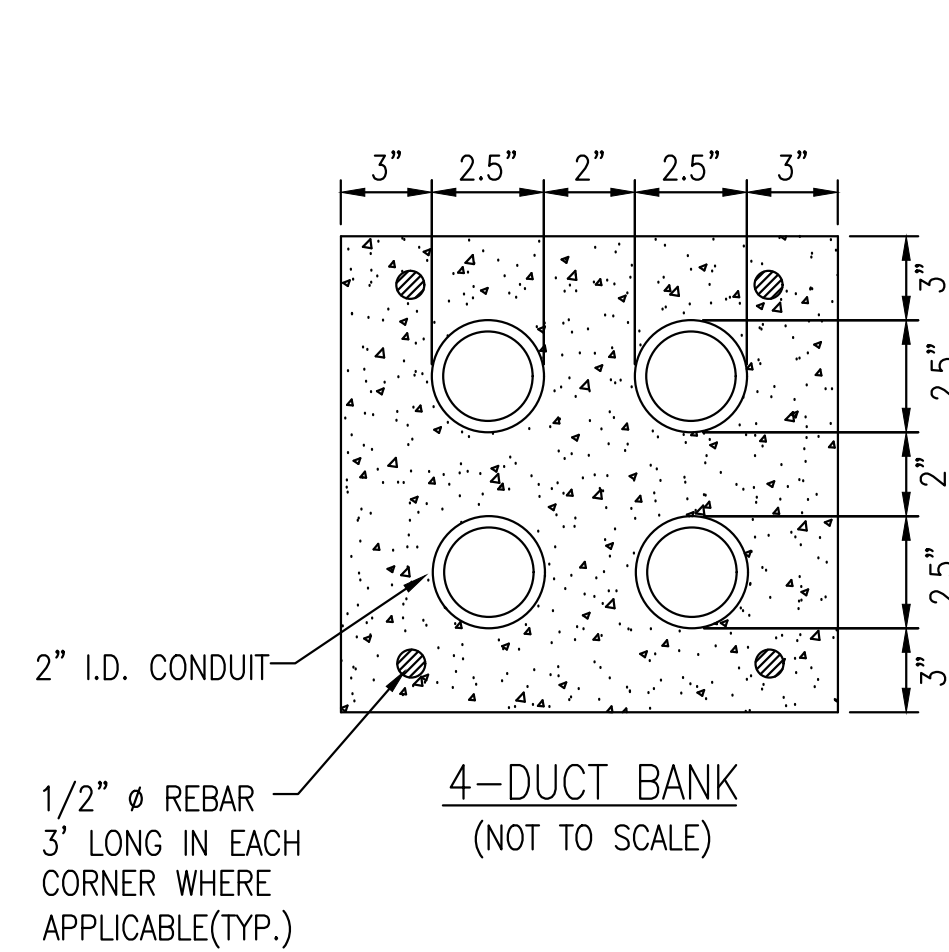 3” 2.5” 2” 2.5” 3”
3”
2.5”
2”
2.5”
3”
2” I.D. CONDUIT
1/2” ø REBAR
3’ LONG IN EACH
CORNER WHERE
APPLICABLE(TYP.)
4-DUCT BANK
(NOT TO SCALE)